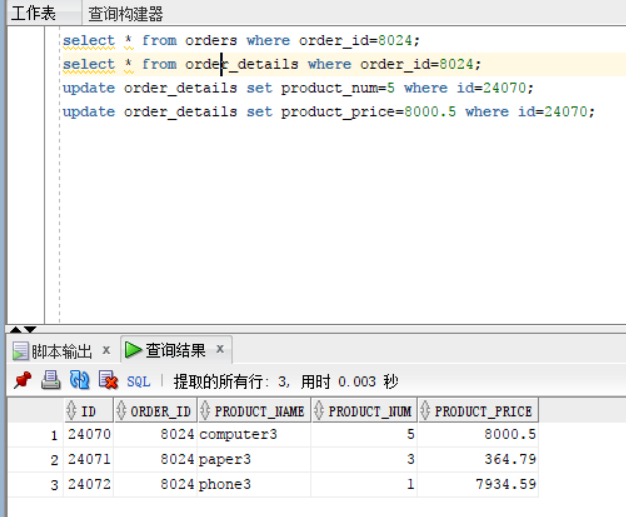 工作表 查询构建器
select * from orders where order_id=8024;
select * from order_details where order_id=8024;
update order_details set product_num=5 where id=24070;
update order_details set product_price=8000.5 where id=24070;
脚本输出 x 查询结果 x
SQL | 提取的所有行: 3, 用时 0.003 秒
ID ORDER_ID PRODUCT_NAME PRODUCT_NUM PRODUCT_PRICE
1 24070 8024 computer3 5 8000.5
2 24071 8024 paper3 3 364.79
3 24072 8024 phone3 1 7934.59